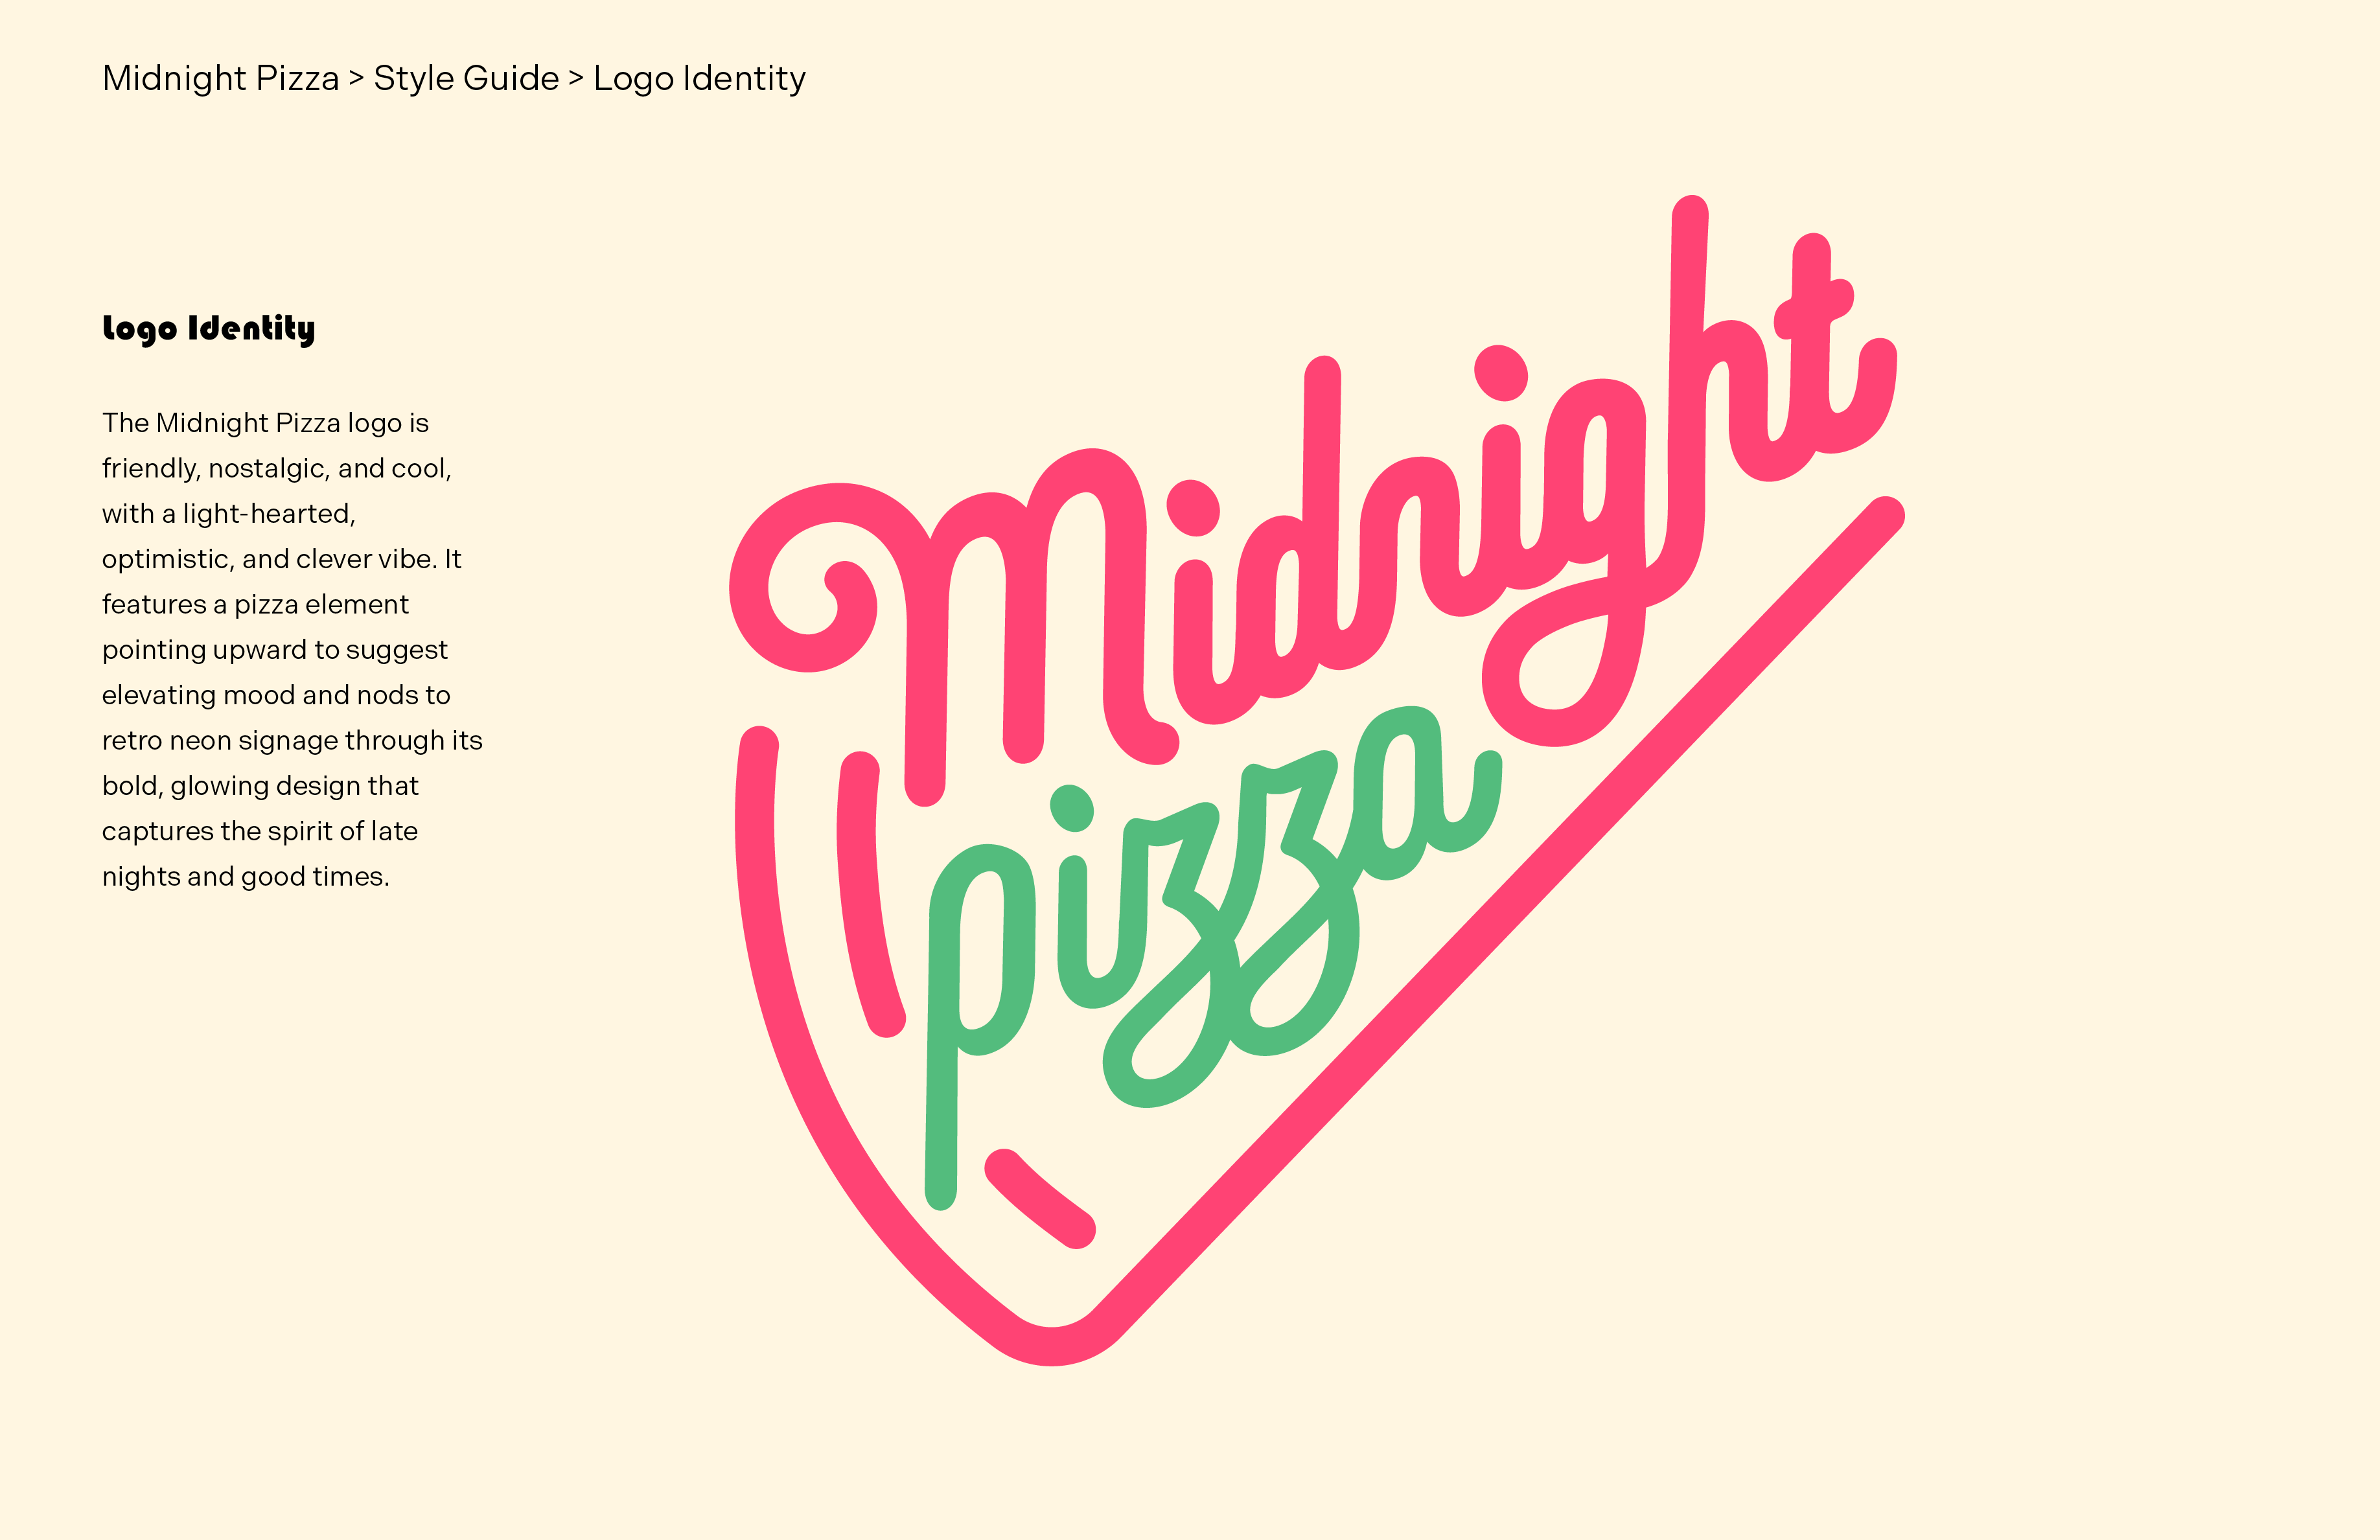 Midnight Pizza > Style Guide > Logo Identity
Logo Identity
The Midnight Pizza logo is
friendly, nostalgic, and cool,
with a light-hearted,
optimistic, and clever vibe. It
features a pizza element
pointing upward to suggest
elevating mood and nods to
retro neon signage through its
bold, glowing design that
captures the spirit of late
nights and good times.
Midnight
pizza